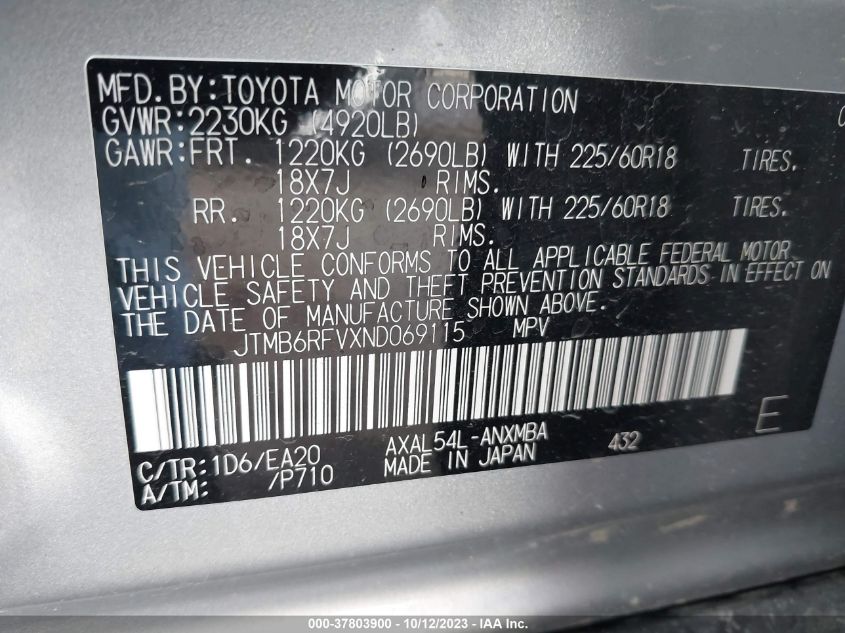 MFD.BY:TOYOTA MOTOR CORPORATION
GVWR:2230KG (4920LB)
GAWR:FRT. 1220KG (2690LB) WITH 225/60R18 TIRES.
18X7J RIMS.
RR. 1220KG (2690LB) WITH 225/60R18 TIRES.
18X7J RIMS.
THIS VEHICLE CONFORMS TO ALL APPLICABLE FEDERAL MOTOR
VEHICLE SAFETY AND THEFT PREVENTION STANDARDS IN EFFECT ON
THE DATE OF MANUFACTURE SHOWN ABOVE.
JTMB6RFVXND069115 MPV
E
C/TR:1D6/EA20 AXAL54L-ANXMBA 432
A/TM: /P710 MADE IN JAPAN
000-37803900 - 10/12/2023 - IAA Inc.